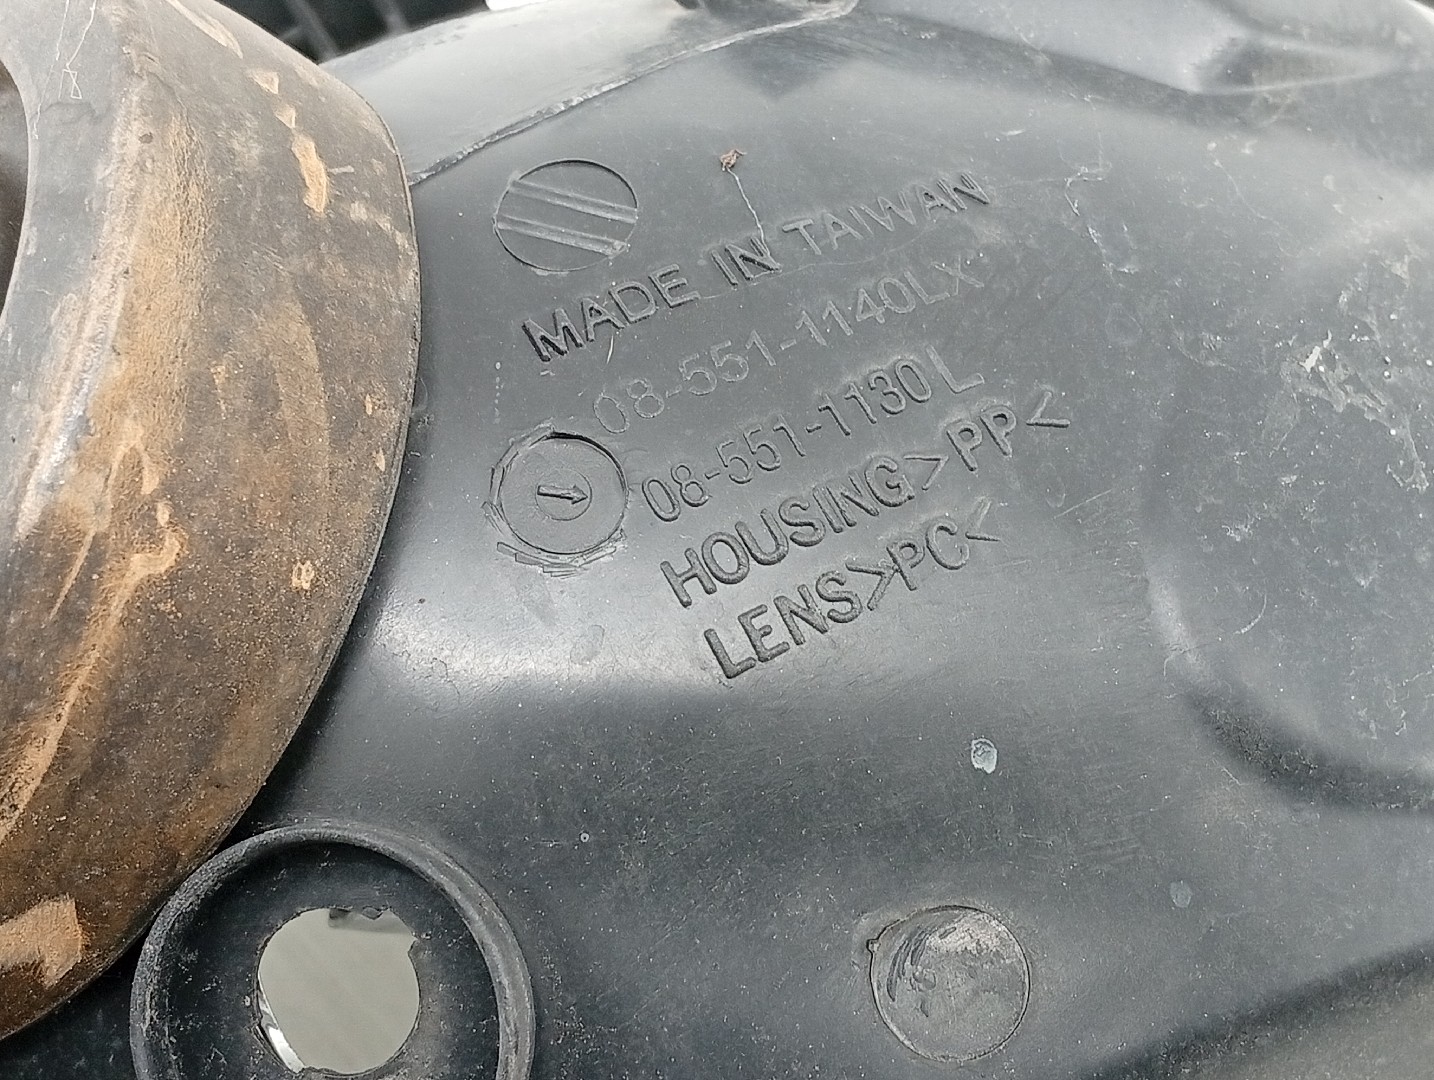 MADE IN TAIWAN
08-551-1140LX
08-551-1130L
HOUSING>PP<
LENS>PC<